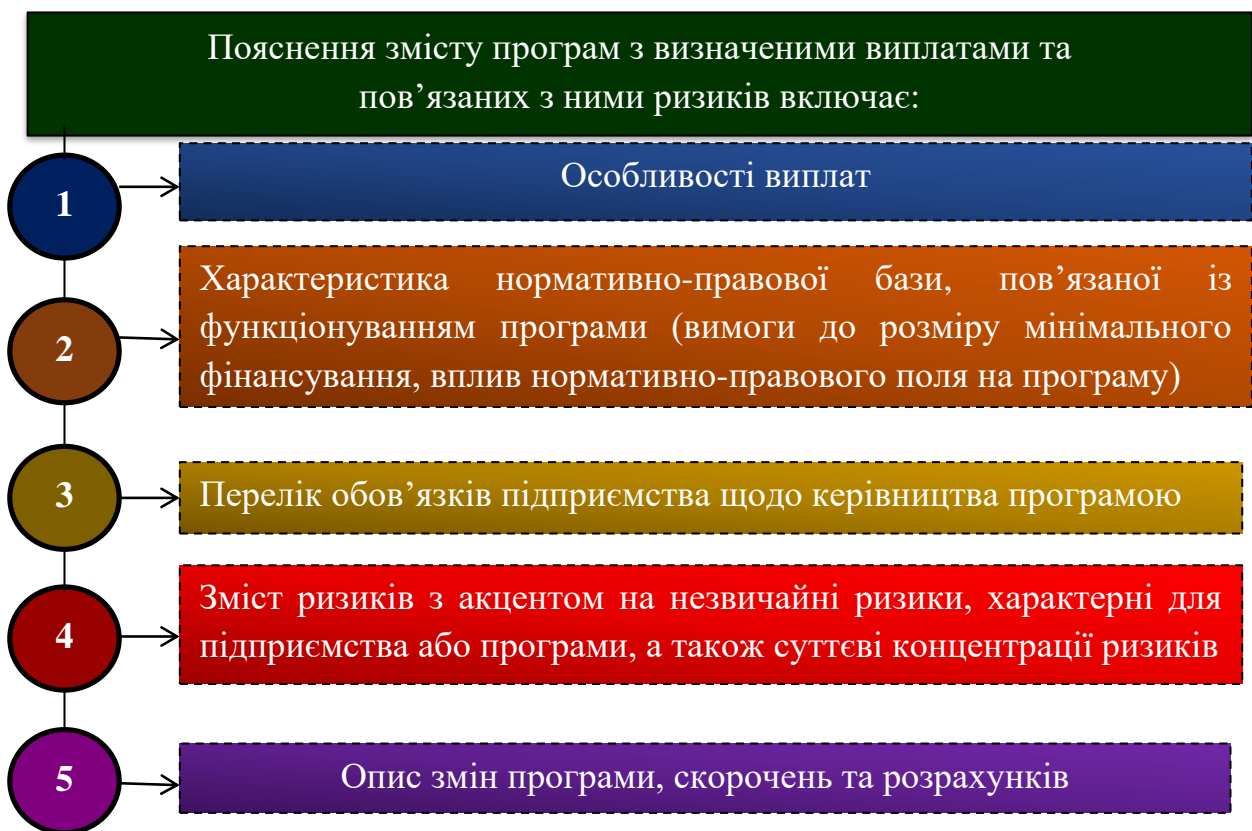 Пояснення змісту програм з визначеними виплатами та
пов’язаних з ними ризиків включає:
1
Особливості виплат
2
Характеристика нормативно-правової бази, пов’язаної із
функціонуванням програми (вимоги до розміру мінімального
фінансування, вплив нормативно-правового поля на програму)
3
Перелік обов’язків підприємства щодо керівництва програмою
4
Зміст ризиків з акцентом на незвичайні ризики, характерні для
підприємства або програми, а також суттєві концентрації ризиків
5
Опис змін програми, скорочень та розрахунків